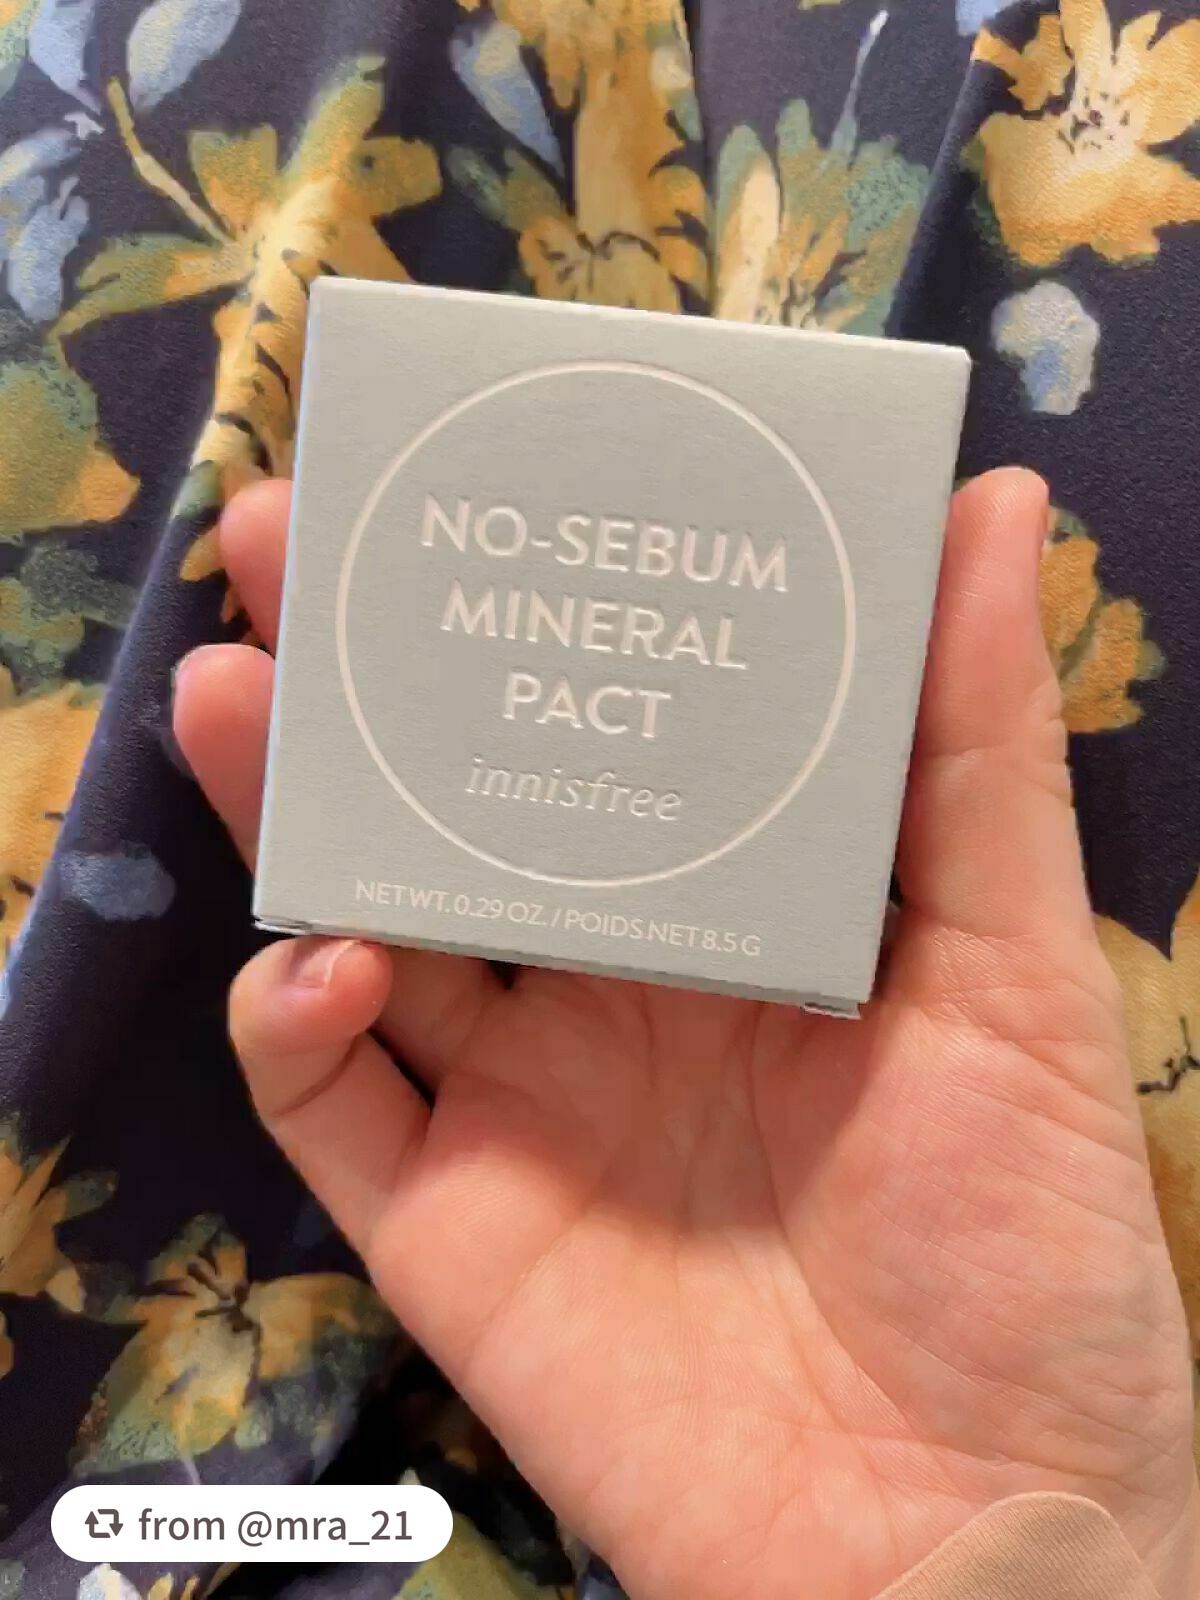 NO-SEBUM
MINERAL
PACT
innisfree
NET WT. 0.29 OZ. / POIDS NET 8.5 G
from @mra_21